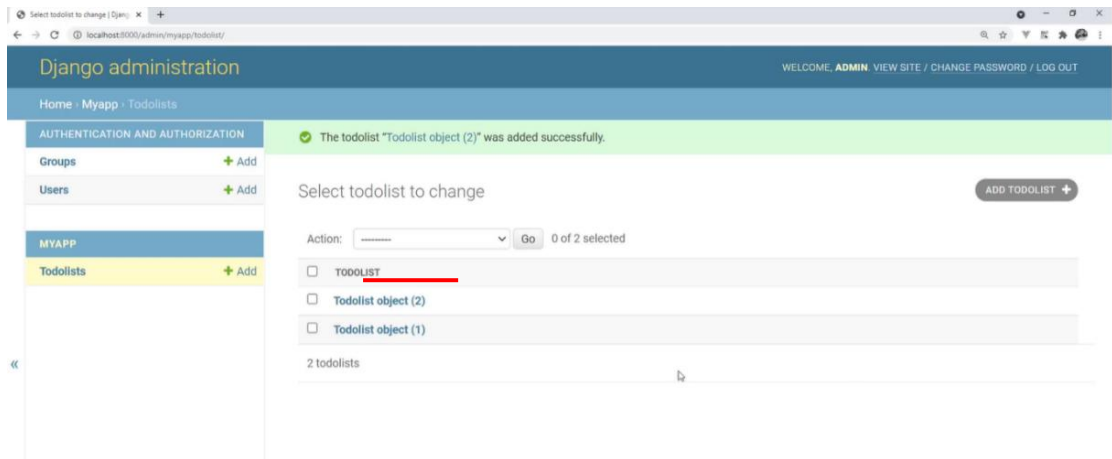 Select todolist to change | Djang
localhost:8000/admin/myapp/todolist/
Django administration
WELCOME, ADMIN. VIEW SITE / CHANGE PASSWORD / LOG OUT
Home › Myapp › Todolists
AUTHENTICATION AND AUTHORIZATION
Groups + Add
Users + Add
MYAPP
Todolists + Add
«
The todolist “Todolist object (2)” was added successfully.
Select todolist to change
ADD TODOLIST +
Action: --------- Go 0 of 2 selected
TODOLIST
Todolist object (2)
Todolist object (1)
2 todolists